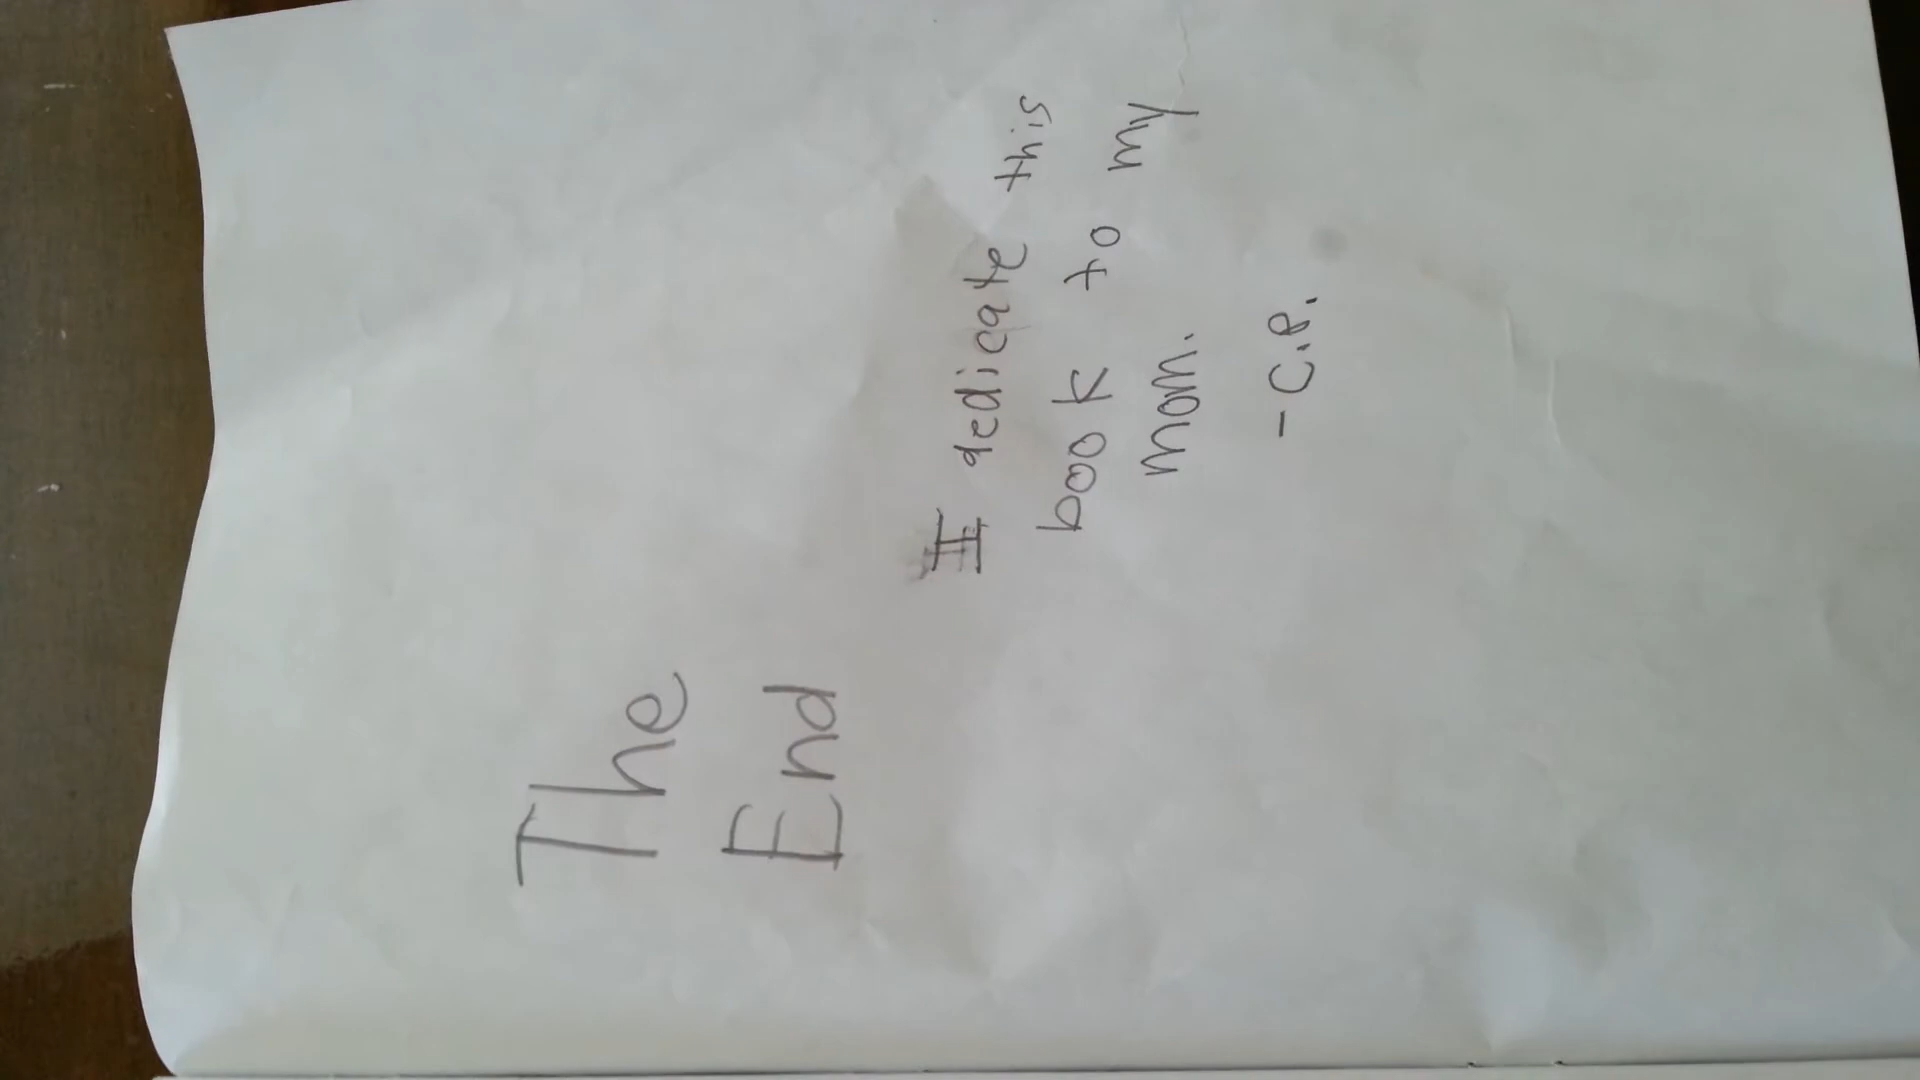 The
End
I dedicate this
book to my
mom.
- C.P.